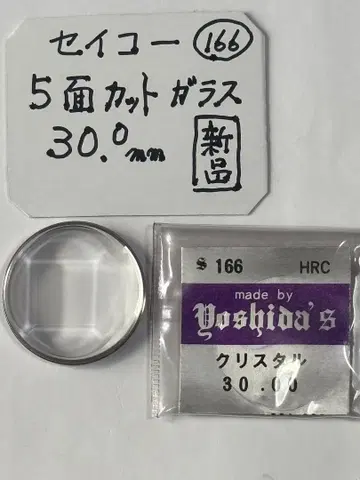 セイコー 166
5面カットガラス
30.0mm 新品
S 166 HRC
made by
Yoshida's
クリスタル
30.00